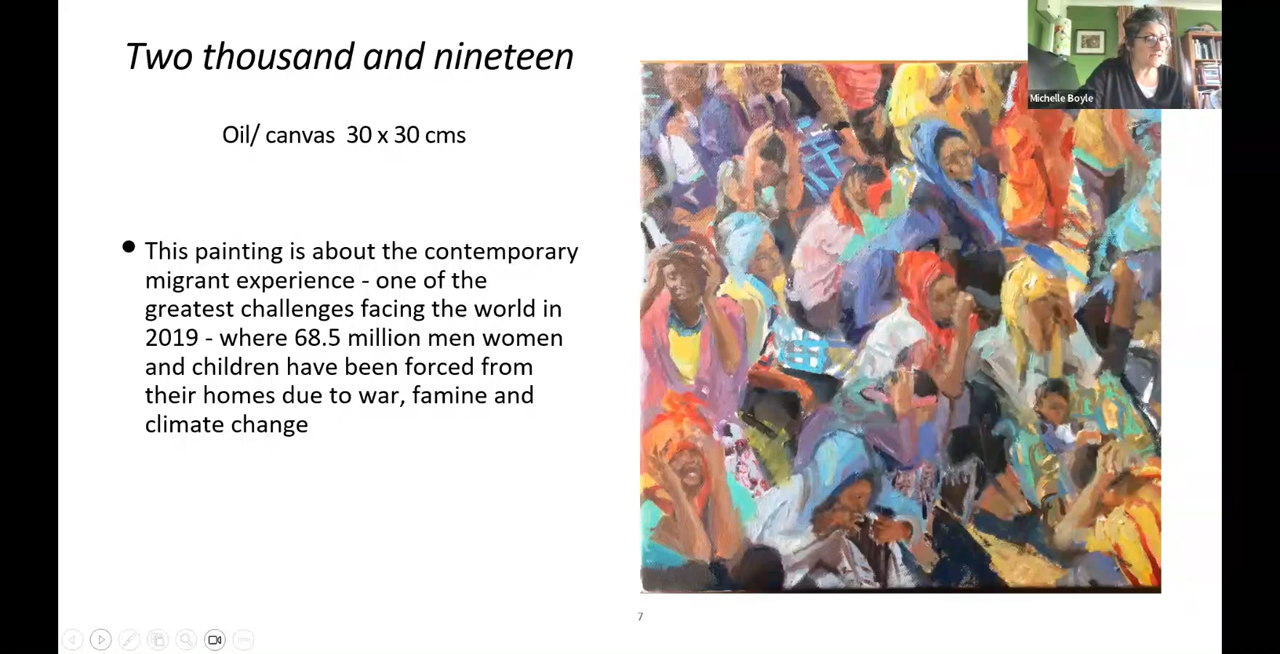 Two thousand and nineteen
Michelle Boyle
Oil/ canvas 30 x 30 cms
• This painting is about the contemporary
migrant experience - one of the
greatest challenges facing the world in
2019 - where 68.5 million men women
and children have been forced from
their homes due to war, famine and
climate change
7